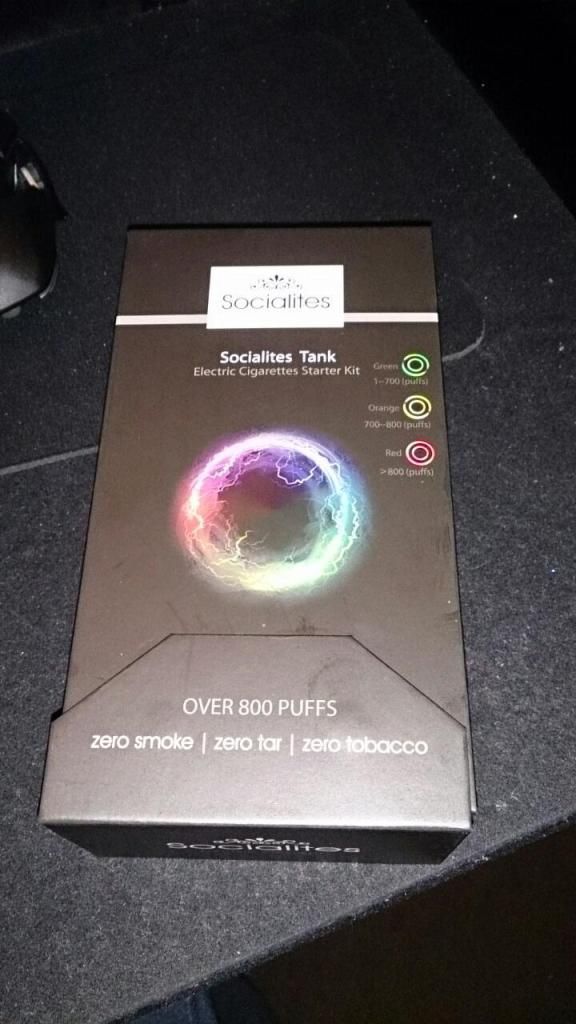 Socialites
Socialites Tank
Electric Cigarettes Starter Kit
Green
1~700 (puffs)
Orange
700~800 (puffs)
Red
>800 (puffs)
OVER 800 PUFFS
zero smoke | zero tar | zero tobacco
socialites